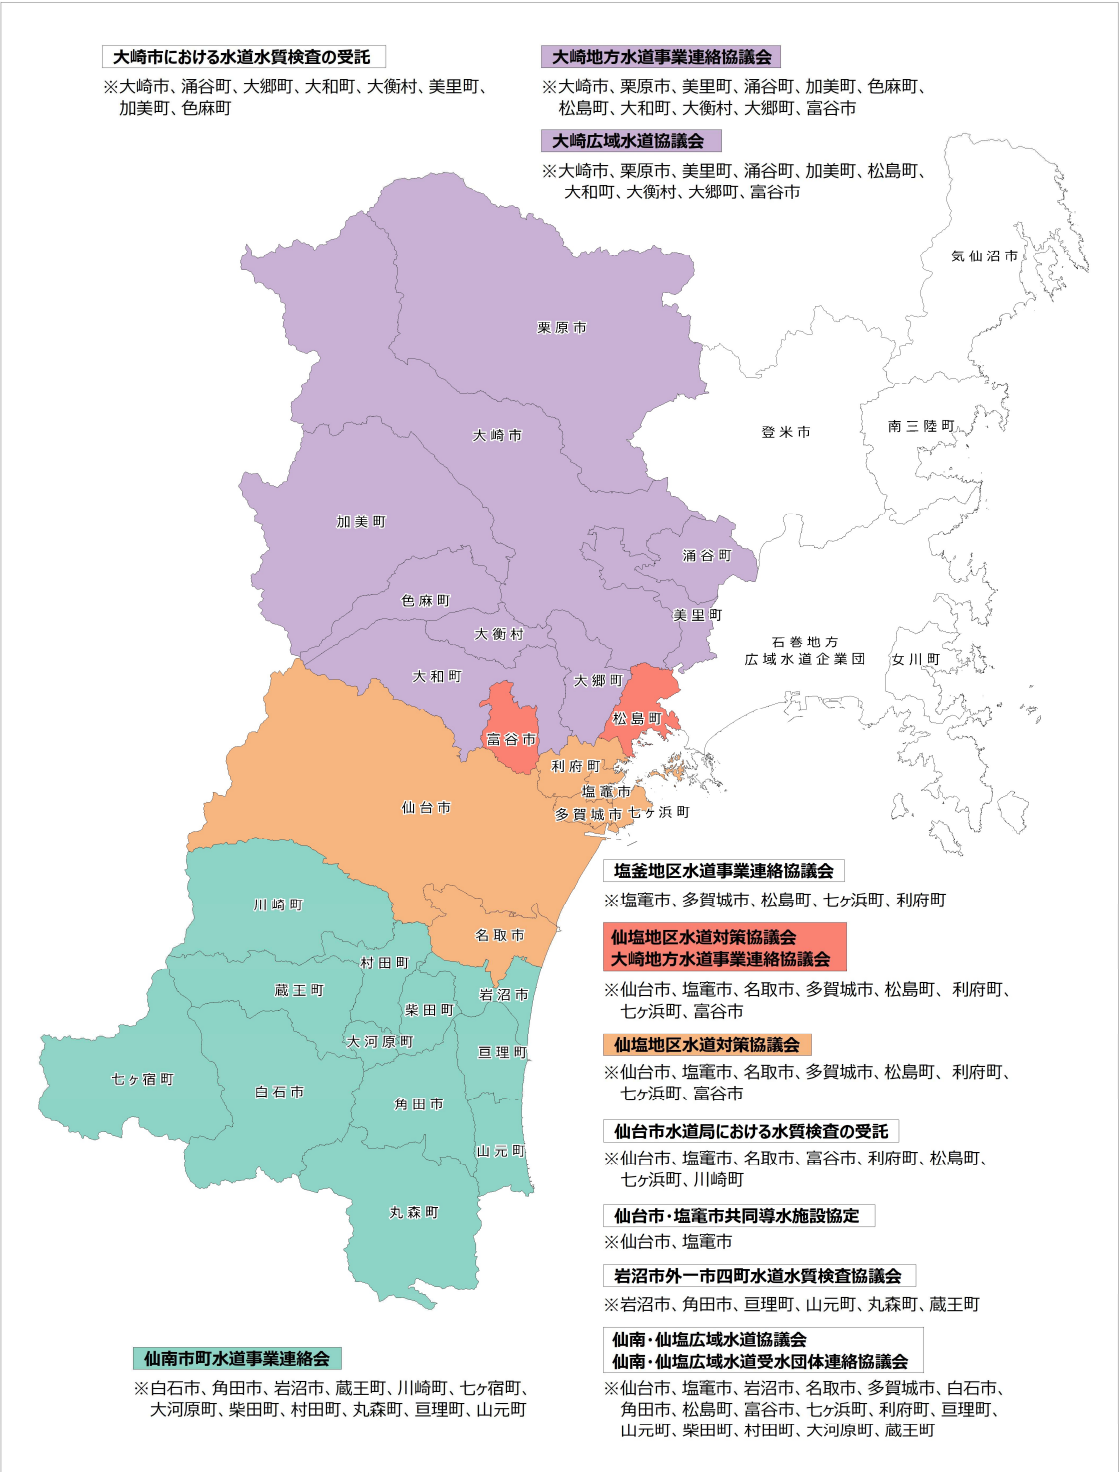 大崎市における水道水質検査の受託
※大崎市、涌谷町、大郷町、大和町、大衡村、美里町、
加美町、色麻町
大崎地方水道事業連絡協議会
※大崎市、栗原市、美里町、涌谷町、加美町、色麻町、
松島町、大和町、大衡村、大郷町、富谷市
大崎広域水道協議会
※大崎市、栗原市、美里町、涌谷町、加美町、松島町、
大和町、大衡村、大郷町、富谷市
気仙沼市
栗原市
登米市
南三陸町
大崎市
加美町
涌谷町
色麻町
美里町
大衡村
石巻地方
広域水道企業団
女川町
大和町
大郷町
松島町
富谷市
利府町
塩竈市
仙台市
多賀城市
七ヶ浜町
川崎町
名取市
村田町
蔵王町
岩沼市
柴田町
大河原町
亘理町
七ヶ宿町
白石市
角田市
山元町
丸森町
塩釜地区水道事業連絡協議会
※塩竈市、多賀城市、松島町、七ヶ浜町、利府町
仙塩地区水道対策協議会
大崎地方水道事業連絡協議会
※仙台市、塩竈市、名取市、多賀城市、松島町、 利府町、
七ヶ浜町、富谷市
仙塩地区水道対策協議会
※仙台市、塩竈市、名取市、多賀城市、松島町、 利府町、
七ヶ浜町、富谷市
仙台市水道局における水質検査の受託
※仙台市、塩竈市、名取市、富谷市、利府町、松島町、
七ヶ浜町、川崎町
仙台市・塩竈市共同導水施設協定
※仙台市、塩竈市
岩沼市外一市四町水道水質検査協議会
※岩沼市、角田市、亘理町、山元町、丸森町、蔵王町
仙南・仙塩広域水道協議会
仙南・仙塩広域水道受水団体連絡協議会
※仙台市、塩竈市、岩沼市、名取市、多賀城市、白石市、
角田市、松島町、富谷市、七ヶ浜町、利府町、亘理町、
山元町、柴田町、村田町、大河原町、蔵王町
仙南市町水道事業連絡会
※白石市、角田市、岩沼市、蔵王町、川崎町、七ヶ宿町、
大河原町、柴田町、村田町、丸森町、亘理町、山元町